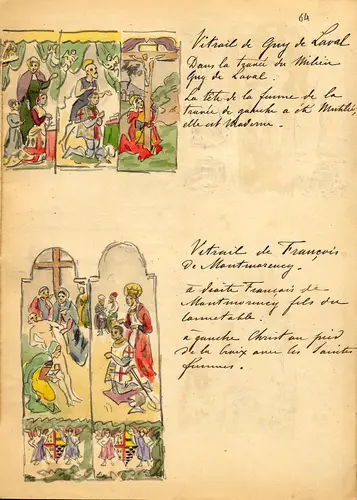 64
Vitrail de Guy de Laval
Dans la travée du Milieu
Guy de Laval.
La tête de la femme de la
travée de gauche a été mutilée,
elle est Moderne.
Vitrail de François
de Montmorency.
à droite François de
Montmorency fils du
connetable.
à gauche Christ au pied
de la Croix avec les Saintes
femmes.